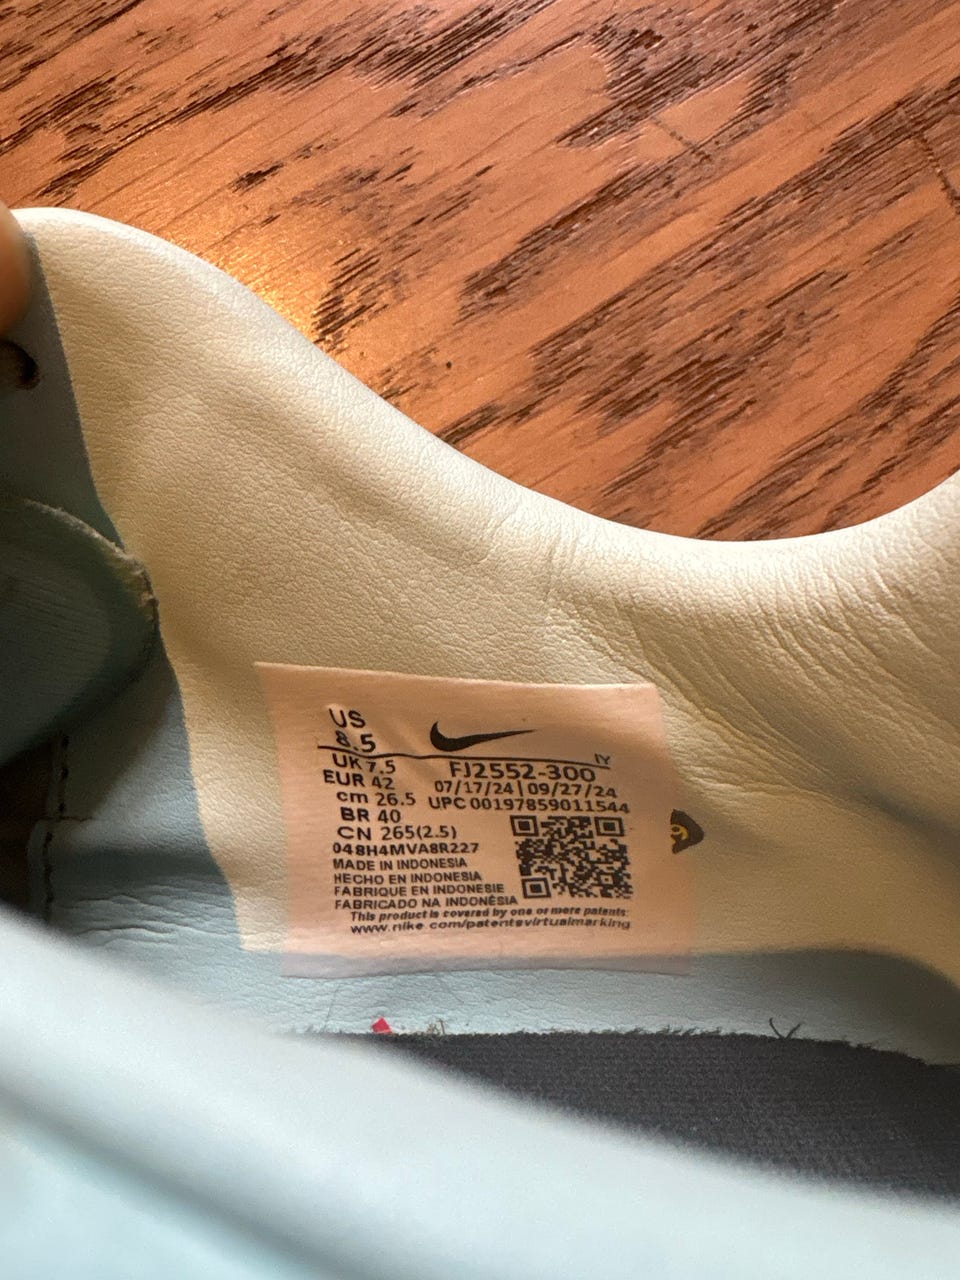 US
8.5
UK 7.5
EUR 42
cm 26.5
BR 40
CN 265(2.5)
IY
FJ2552-300
07/17/24 | 09/27/24
UPC 00197859011544
048H4MVA8R227
MADE IN INDONESIA
HECHO EN INDONESIA
FABRIQUE EN INDONESIE
FABRICADO NA INDONÉSIA
This product is covered by one or more patents:
www.nike.com/patentsvirtualmarking